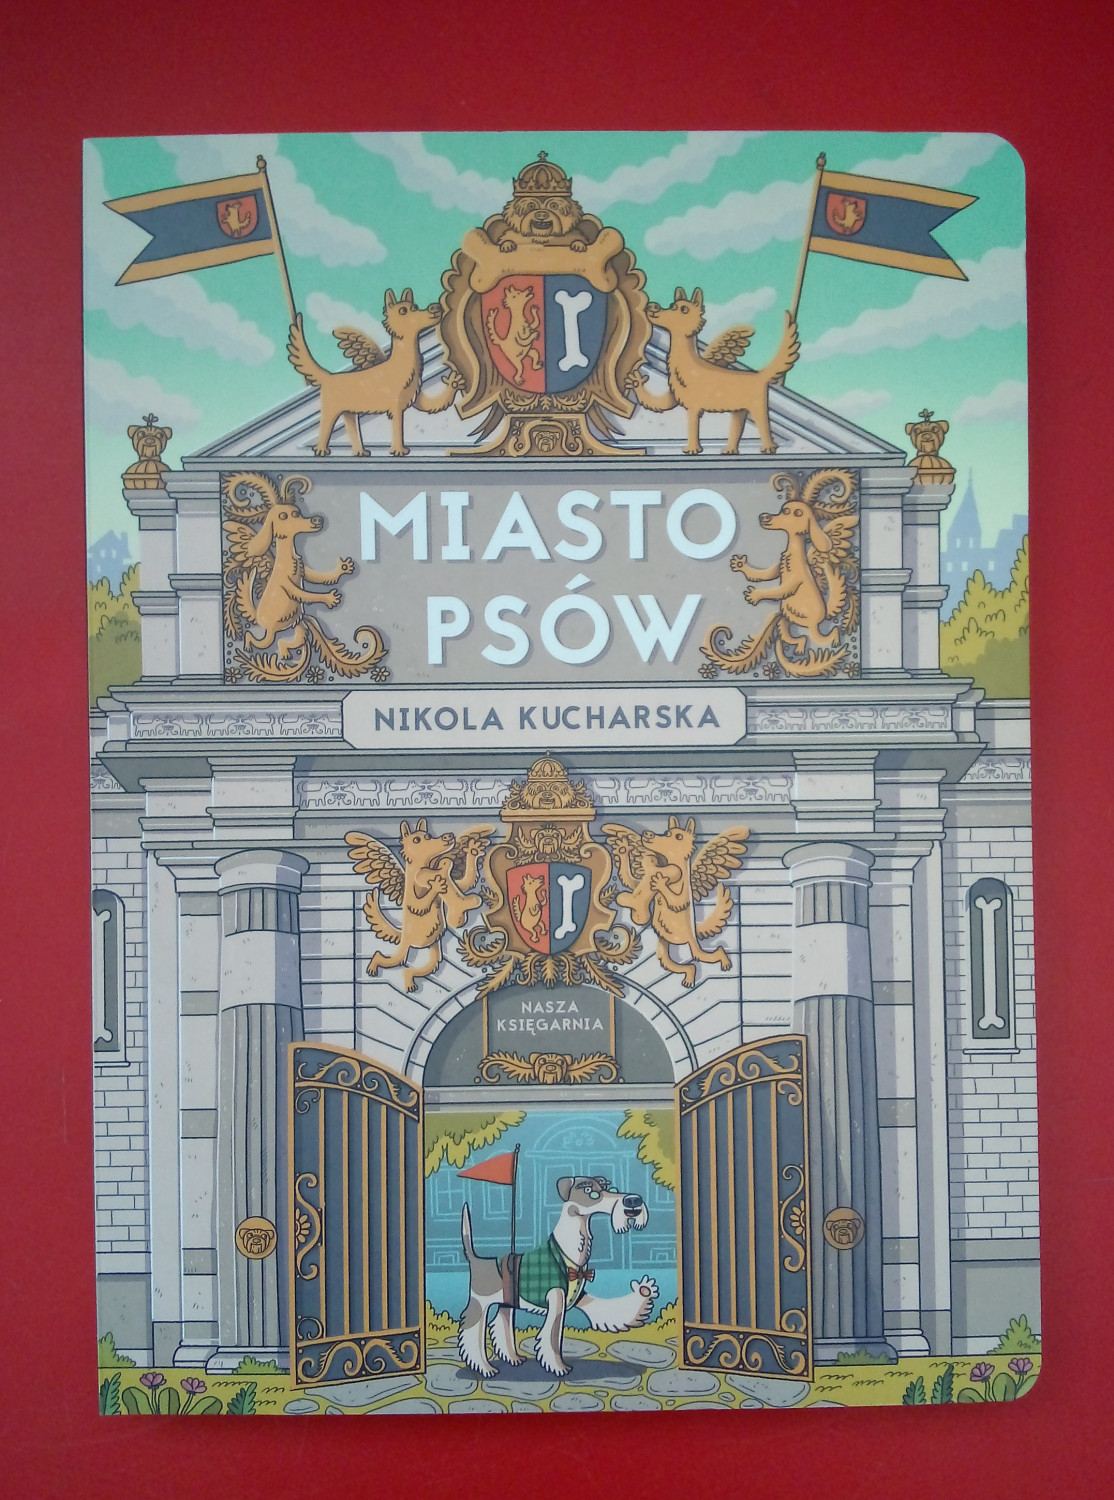 MIASTO
PSÓW
NIKOLA KUCHARSKA
NASZA
KSIĘGARNIA